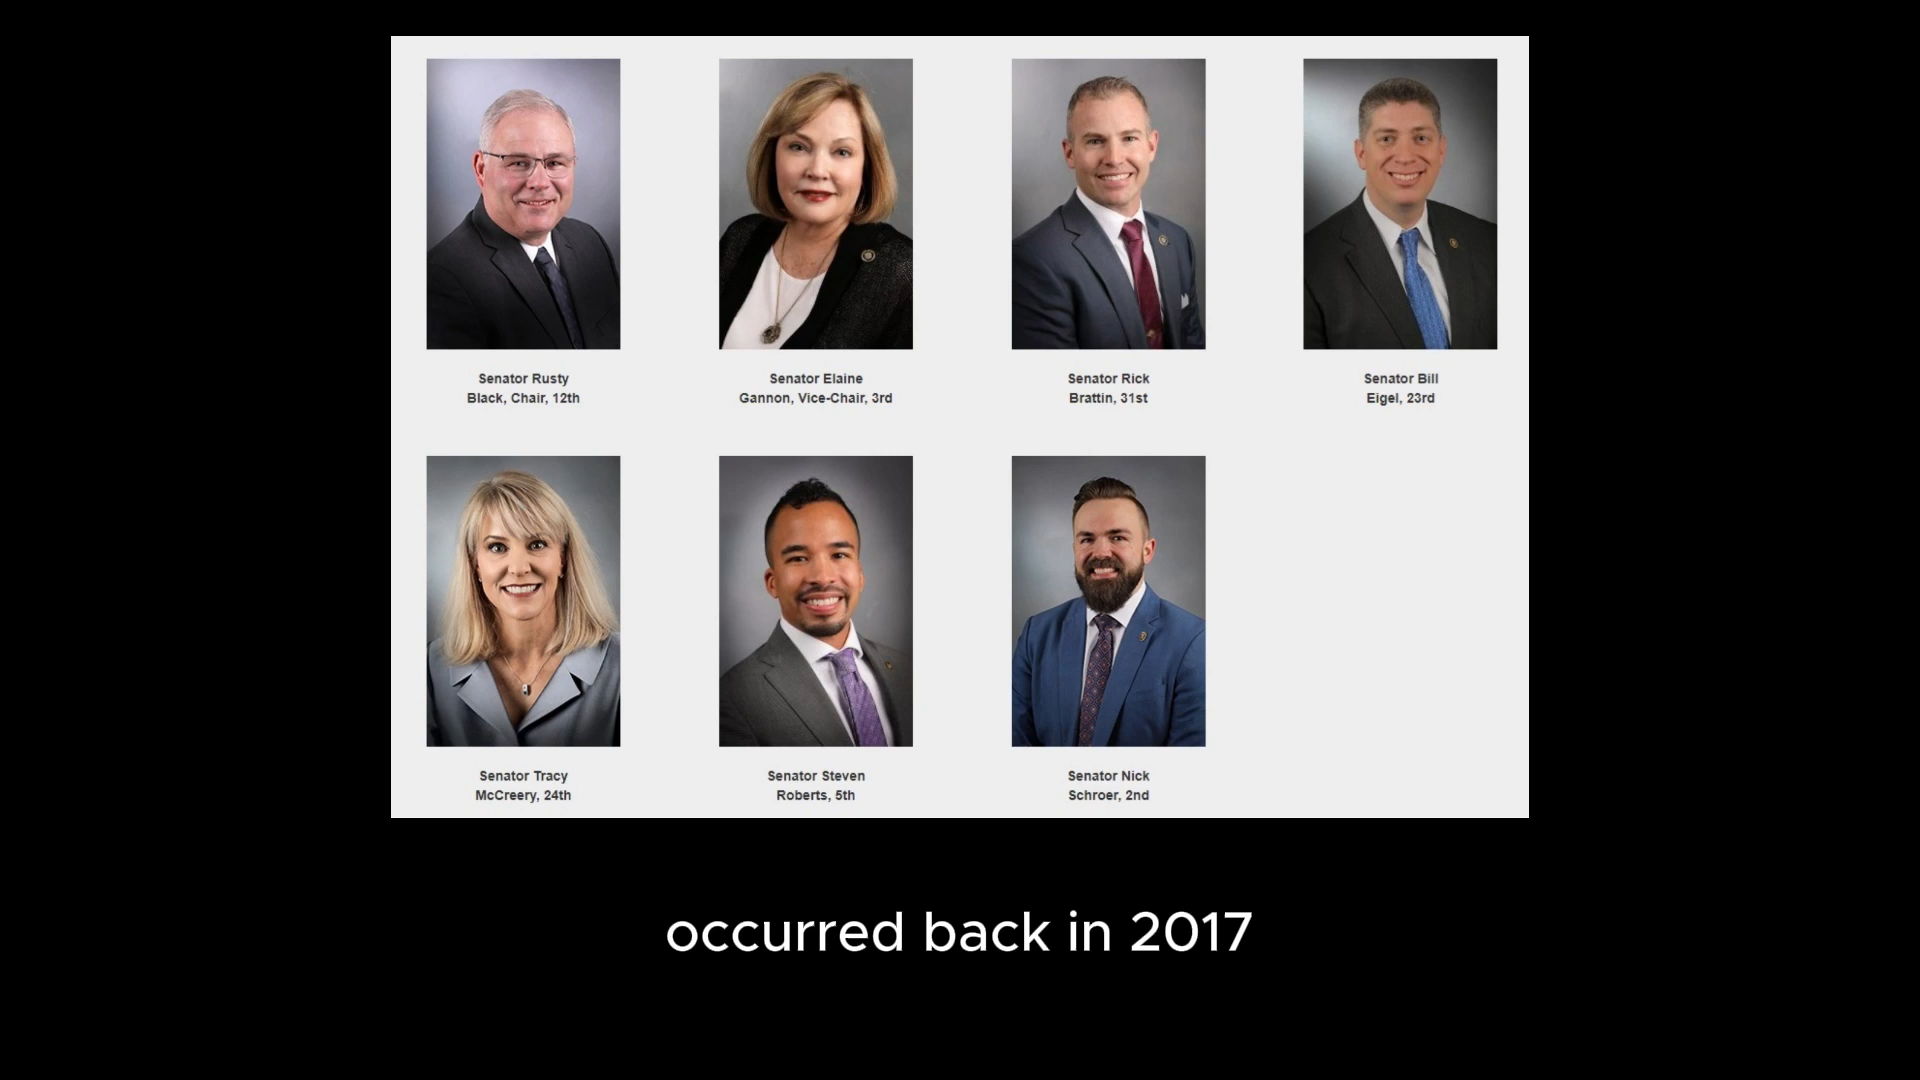 Senator Rusty
Black, Chair, 12th
Senator Elaine
Gannon, Vice-Chair, 3rd
Senator Rick
Brattin, 31st
Senator Bill
Eigel, 23rd
Senator Tracy
McCreery, 24th
Senator Steven
Roberts, 5th
Senator Nick
Schroer, 2nd
occurred back in 2017